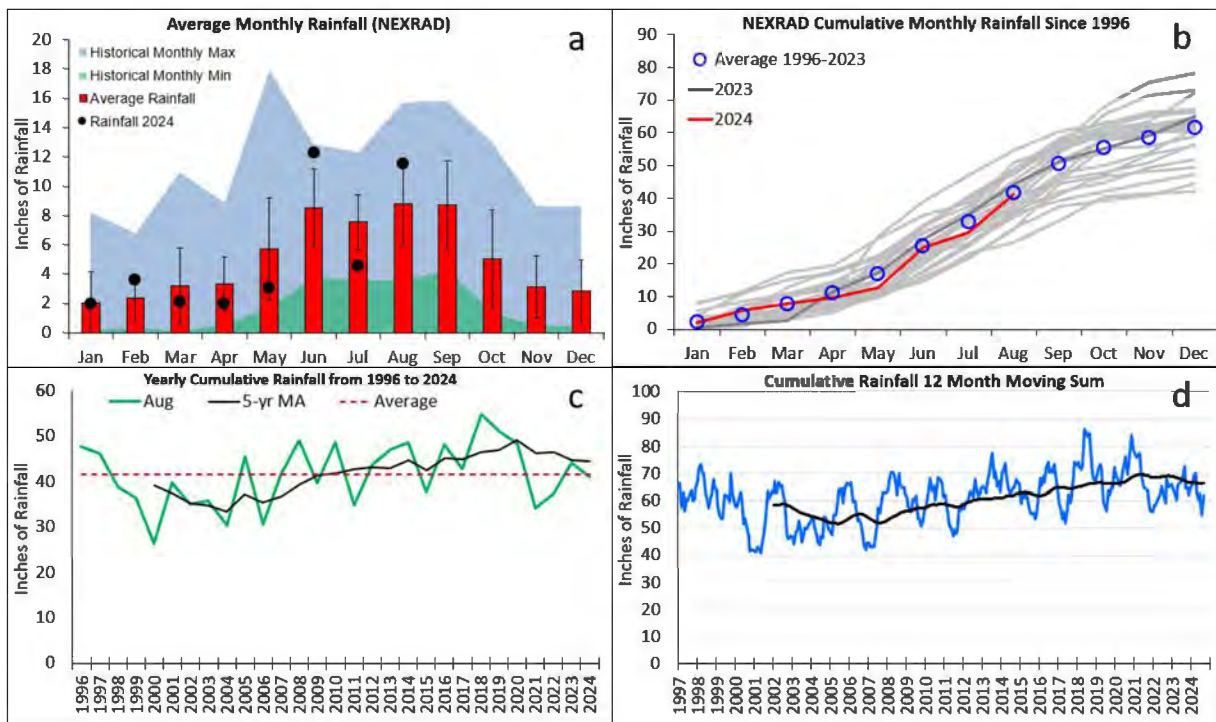 Average Monthly Rainfall (NEXRAD)
a
Historical Monthly Max
Historical Monthly Min
Average Rainfall
Rainfall 2024
Inches of Rainfall
20
18
16
14
12
10
8
6
4
2
0
Jan Feb Mar Apr May Jun Jul Aug Sep Oct Nov Dec
NEXRAD Cumulative Monthly Rainfall Since 1996
b
Average 1996-2023
2023
2024
Inches of Rainfall
90
80
70
60
50
40
30
20
10
0
Jan Feb Mar Apr May Jun Jul Aug Sep Oct Nov Dec
Yearly Cumulative Rainfall from 1996 to 2024
c
Aug 5-yr MA Average
Inches of Rainfall
60
50
40
30
20
10
0
1996 1997 1998 1999 2000 2001 2002 2003 2004 2005 2006 2007 2008 2009 2010 2011 2012 2013 2014 2015 2016 2017 2018 2019 2020 2021 2022 2023 2024
Cumulative Rainfall 12 Month Moving Sum
d
Inches of Rainfall
100
90
80
70
60
50
40
30
20
10
0
1997 1998 1999 2000 2001 2002 2003 2004 2005 2006 2007 2008 2009 2010 2011 2012 2013 2014 2015 2016 2017 2018 2019 2020 2021 2022 2023 2024